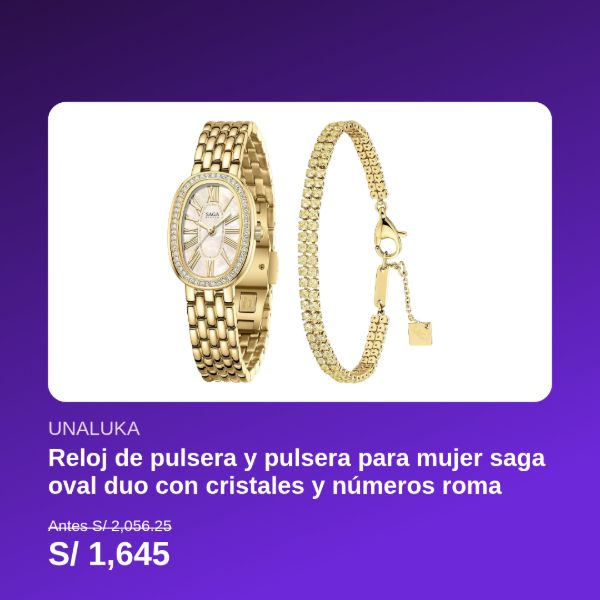 SAGA
UNALUKA
Reloj de pulsera y pulsera para mujer saga
oval duo con cristales y números roma
Antes S/ 2,056.25
S/ 1,645